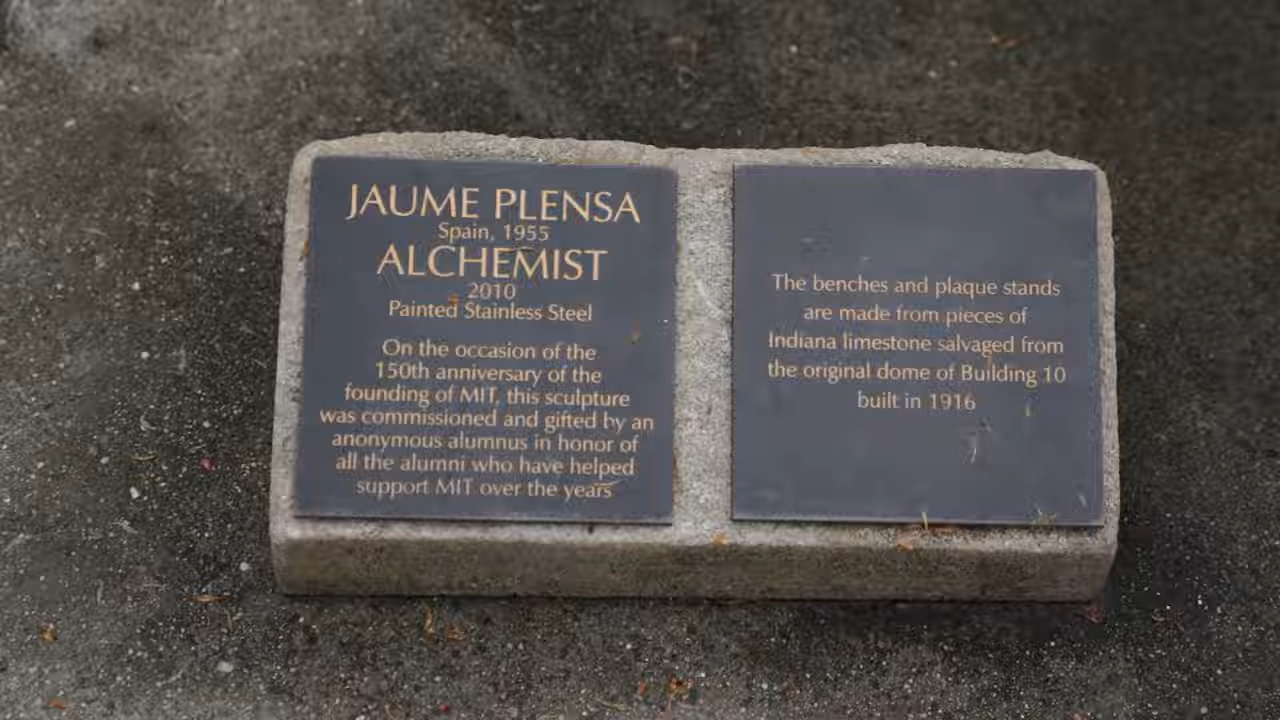 JAUME PLENSA
Spain, 1955
ALCHEMIST
2010
Painted Stainless Steel
On the occasion of the
150th anniversary of the
founding of MIT, this sculpture
was commissioned and gifted by an
anonymous alumnus in honor of
all the alumni who have helped
support MIT over the years
The benches and plaque stands
are made from pieces of
Indiana limestone salvaged from
the original dome of Building 10
built in 1916